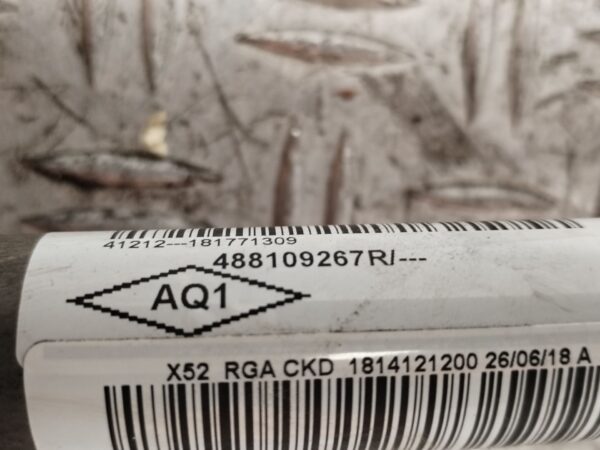 41212---181771309
488109267R/---
AQ1
X52 RGA CKD 1814121200 26/06/18 A